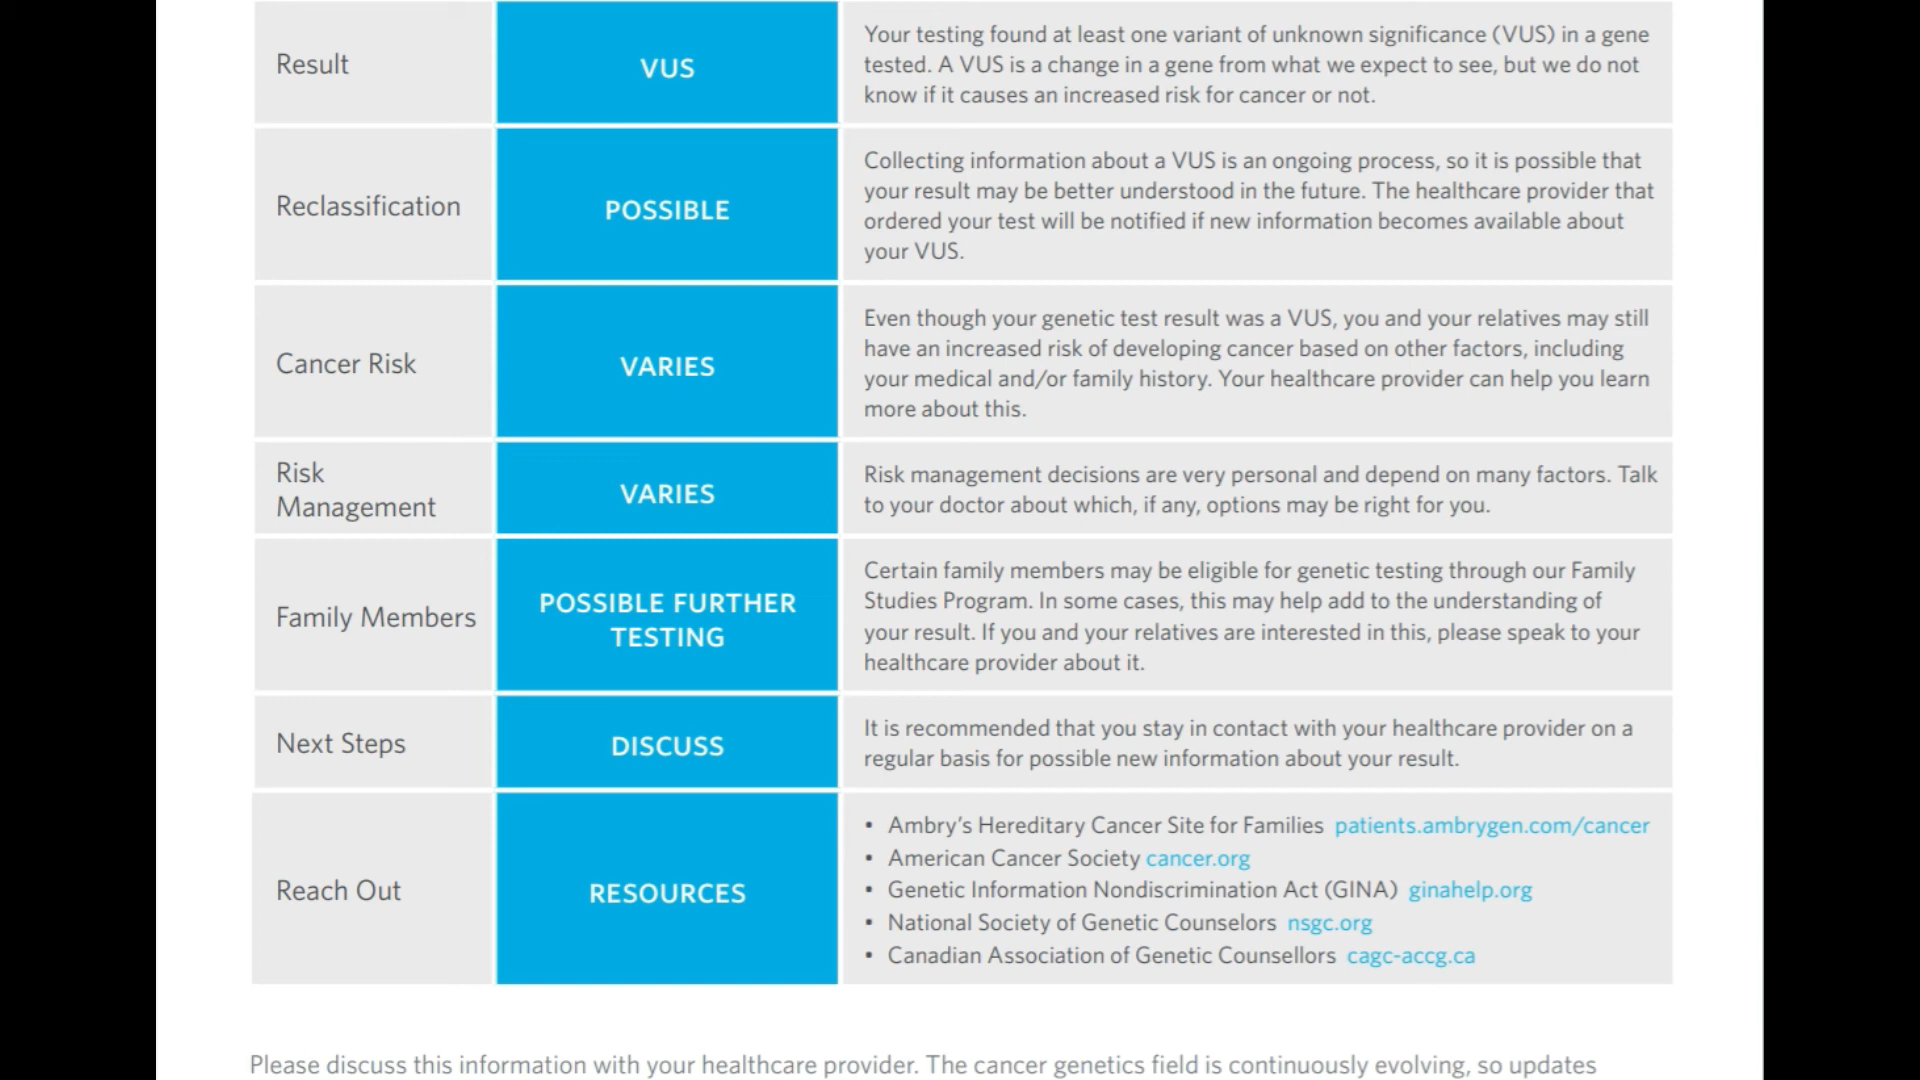 Result
VUS
Your testing found at least one variant of unknown significance (VUS) in a gene
tested. A VUS is a change in a gene from what we expect to see, but we do not
know if it causes an increased risk for cancer or not.
Reclassification
POSSIBLE
Collecting information about a VUS is an ongoing process, so it is possible that
your result may be better understood in the future. The healthcare provider that
ordered your test will be notified if new information becomes available about
your VUS.
Cancer Risk
VARIES
Even though your genetic test result was a VUS, you and your relatives may still
have an increased risk of developing cancer based on other factors, including
your medical and/or family history. Your healthcare provider can help you learn
more about this.
Risk
Management
VARIES
Risk management decisions are very personal and depend on many factors. Talk
to your doctor about which, if any, options may be right for you.
Family Members
POSSIBLE FURTHER
TESTING
Certain family members may be eligible for genetic testing through our Family
Studies Program. In some cases, this may help add to the understanding of
your result. If you and your relatives are interested in this, please speak to your
healthcare provider about it.
Next Steps
DISCUSS
It is recommended that you stay in contact with your healthcare provider on a
regular basis for possible new information about your result.
Reach Out
RESOURCES
• Ambry's Hereditary Cancer Site for Families patients.ambrygen.com/cancer
• American Cancer Society cancer.org
• Genetic Information Nondiscrimination Act (GINA) ginahelp.org
• National Society of Genetic Counselors nsgc.org
• Canadian Association of Genetic Counsellors cagc-accg.ca
Please discuss this information with your healthcare provider. The cancer genetics field is continuously evolving, so updates